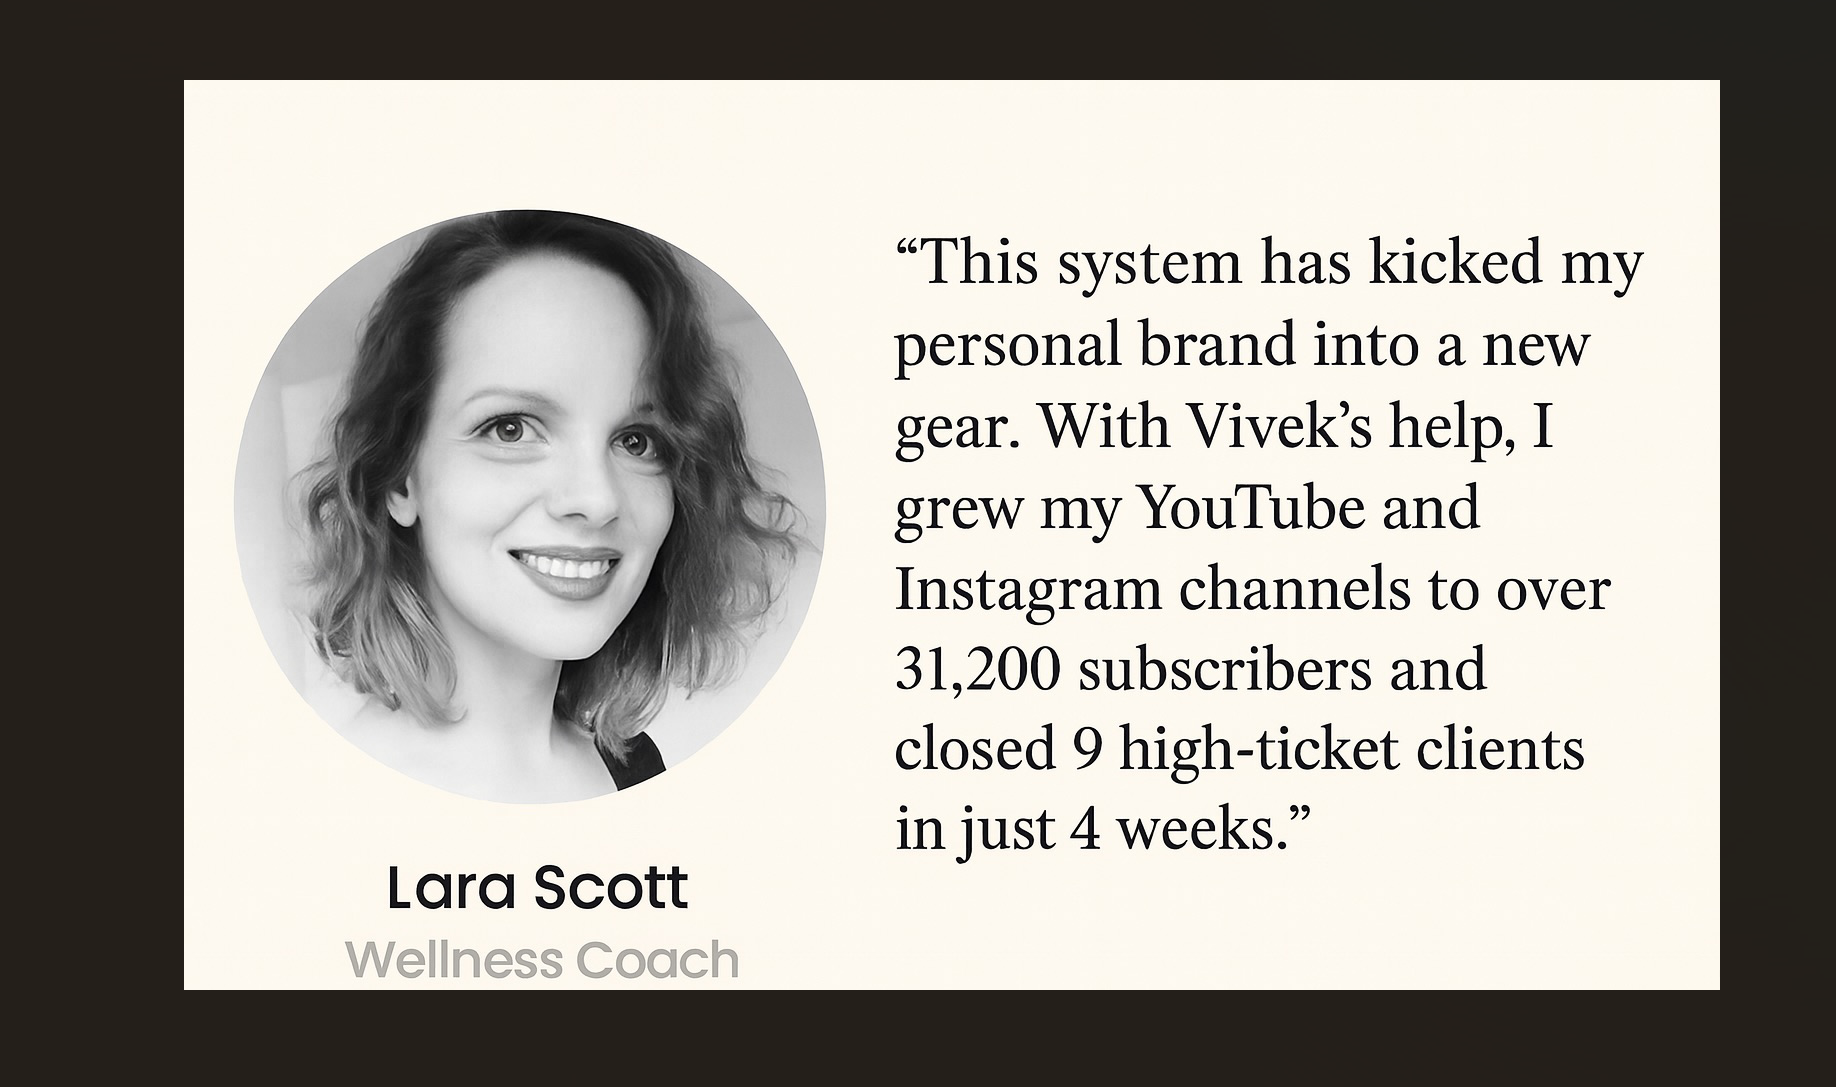 “This system has kicked my
personal brand into a new
gear. With Vivek’s help, I
grew my YouTube and
Instagram channels to over
31,200 subscribers and
closed 9 high-ticket clients
in just 4 weeks.”
Lara Scott
Wellness Coach